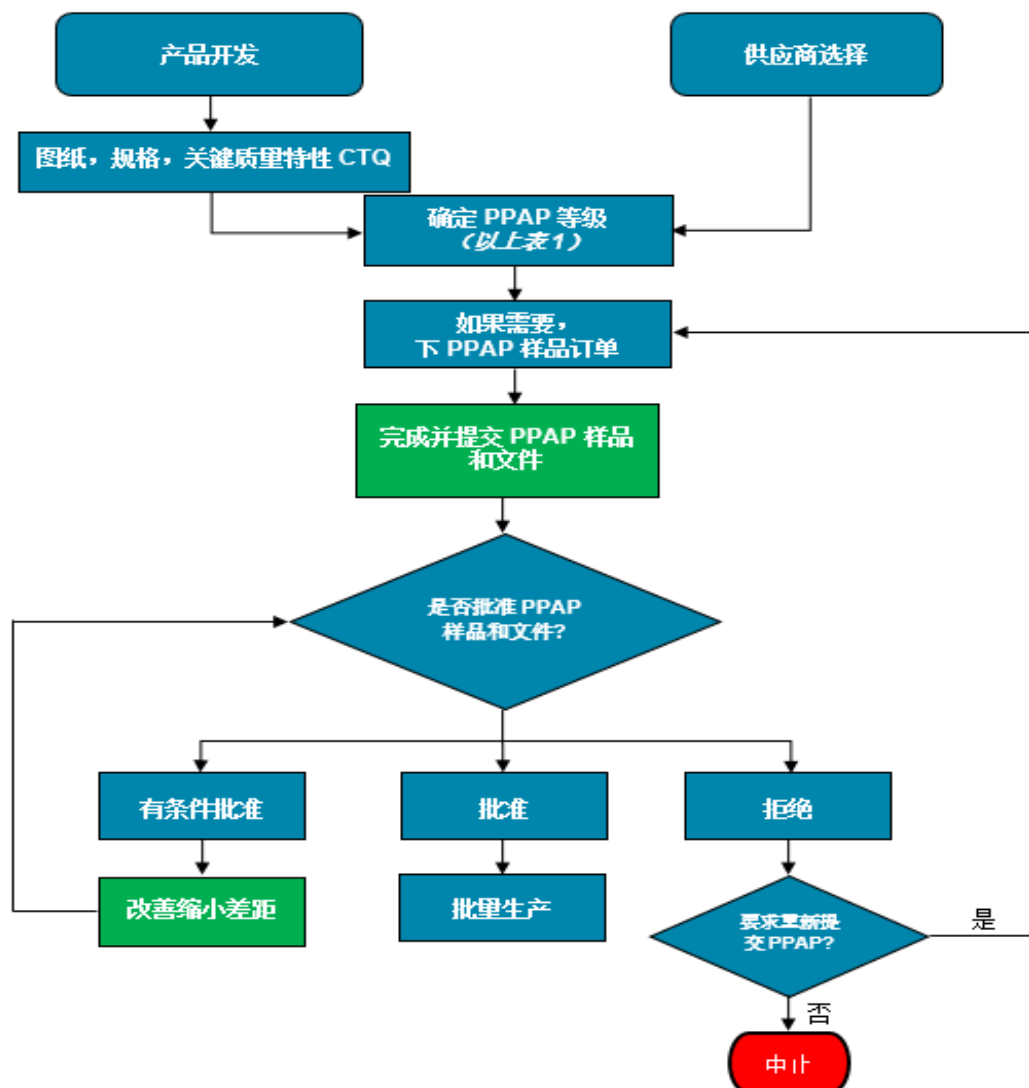 产品开发
供应商选择
图纸，规格，关键质里特性 CTQ
确定 PPAP 等级
（以上表1）
如果需要，
下 PPAP 样品订单
完成并提交 PPAP 样品
和文件
是否批准 PPAP
样品和文件?
有条件批准
批准
拒绝
改善缩小差距
批里生产
要求重新提
交 PPAP?
是
否
中止